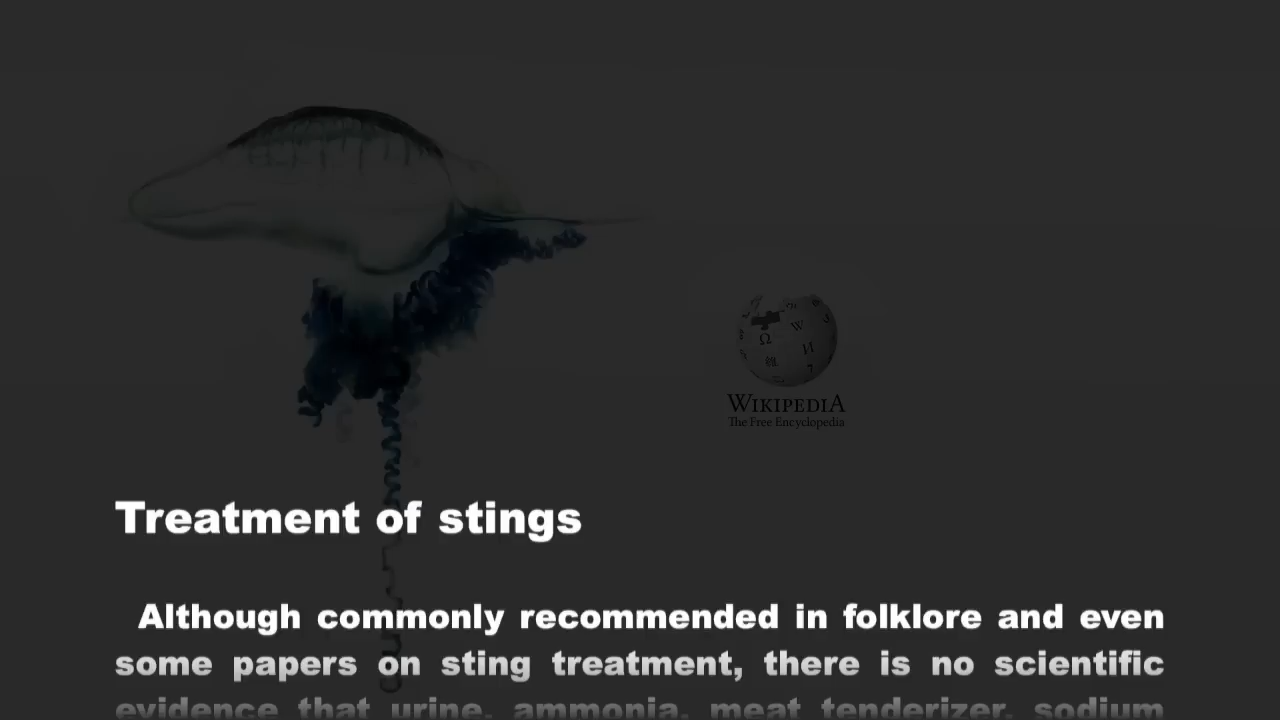 WIKIPEDIA
The Free Encyclopedia
Treatment of stings
Although commonly recommended in folklore and even
some papers on sting treatment, there is no scientific
evidence that urine, ammonia, meat tenderizer, sodium